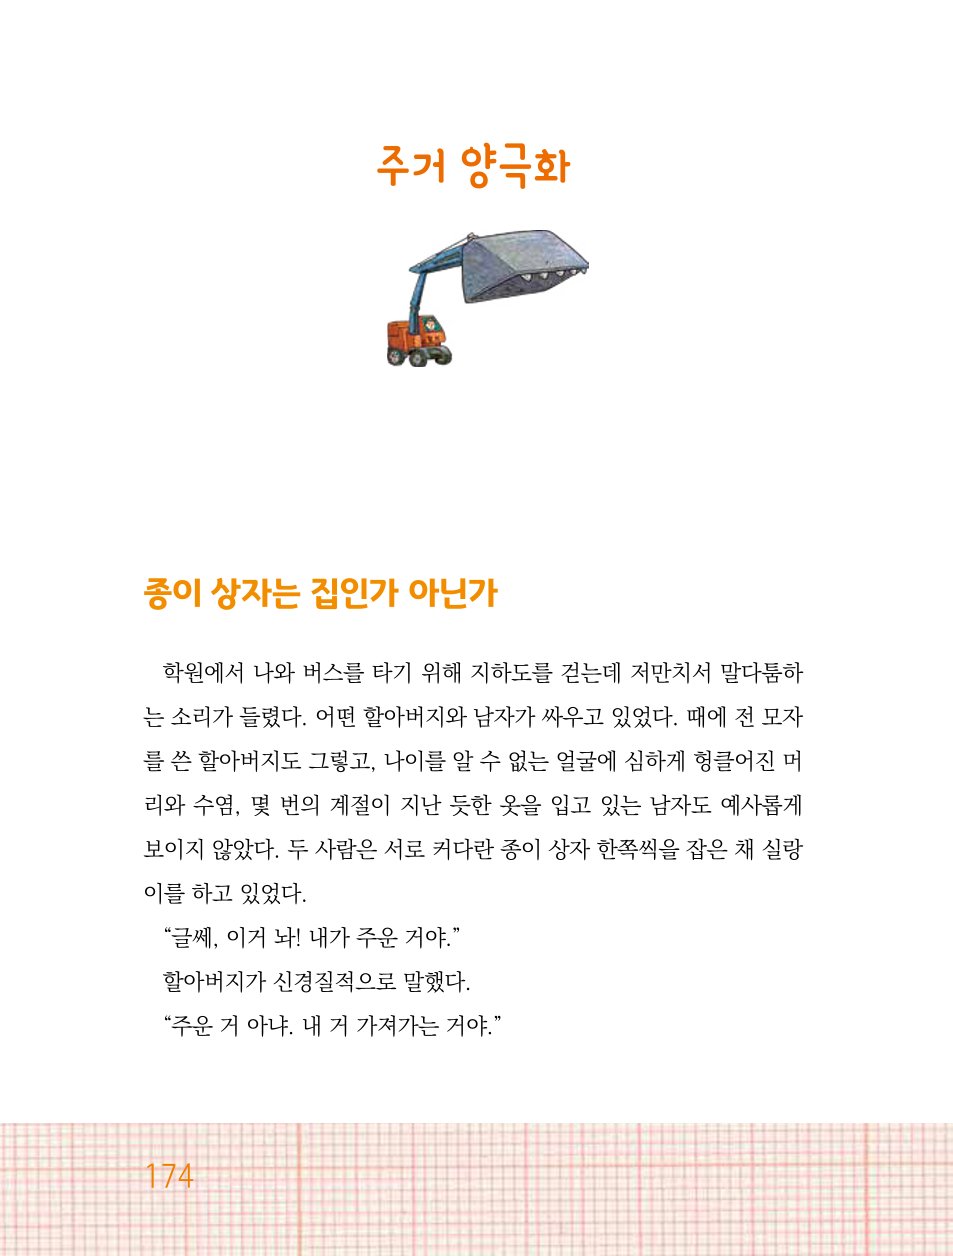 주거 양극화
종이 상자는 집인가 아닌가
학원에서 나와 버스를 타기 위해 지하도를 걷는데 저만치서 말다툼하
는 소리가 들렸다. 어떤 할아버지와 남자가 싸우고 있었다. 때에 전 모자
를 쓴 할아버지도 그렇고, 나이를 알 수 없는 얼굴에 심하게 헝클어진 머
리와 수염, 몇 번의 계절이 지난 듯한 옷을 입고 있는 남자도 예사롭게
보이지 않았다. 두 사람은 서로 커다란 종이 상자 한쪽씩을 잡은 채 실랑
이를 하고 있었다.
“글쎄, 이거 놔! 내가 주운 거야.”
할아버지가 신경질적으로 말했다.
“주운 거 아냐. 내 거 가져가는 거야.”
174